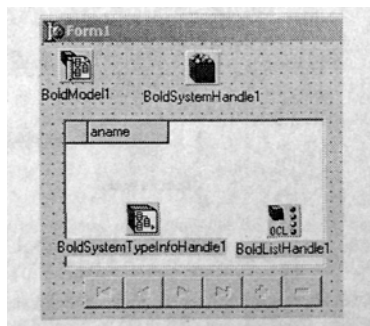 Form1
BoldModel1
BoldSystemHandle1
aname
OCL
BoldSystemTypeInfoHandle1
BoldListHandle1